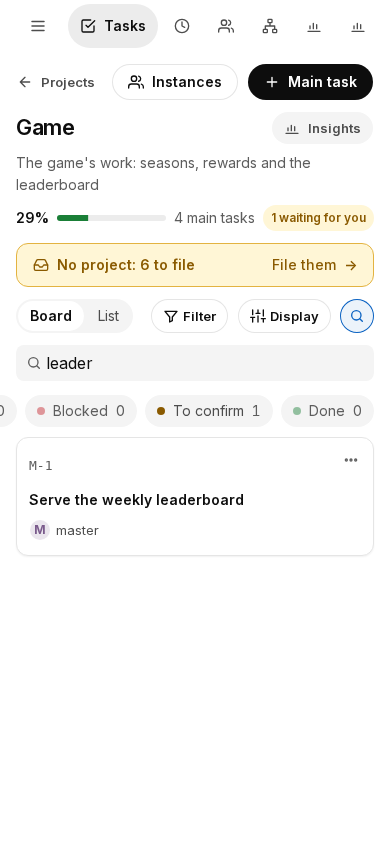 Tasks
Projects
Instances
Main task
Game
Insights
The game's work: seasons, rewards and the
leaderboard
29%
4 main tasks
1 waiting for you
No project: 6 to file
File them
Board
List
Filter
Display
leader
0
Blocked 0
To confirm 1
Done 0
M-1
Serve the weekly leaderboard
M
master